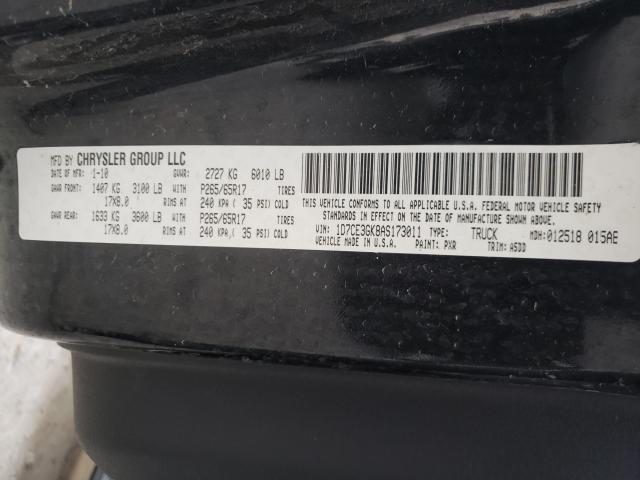 MFD BY CHRYSLER GROUP LLC
DATE OF MFR: 1-10 GVWR: 2727 KG 6010 LB
GAWR FRONT: 1407 KG 3100 LB WITH P265/65R17 TIRES
17X8.0 RIMS AT 240 KPA( 35 PSI) COLD
GAWR REAR: 1633 KG 3600 LB WITH P265/65R17 TIRES
17X8.0 RIMS AT 240 KPA,( 35 PSI) COLD
THIS VEHICLE CONFORMS TO ALL APPLICABLE U.S.A. FEDERAL MOTOR VEHICLE SAFETY
STANDARDS IN EFFECT ON THE DATE OF MANUFACTURE SHOWN ABOVE.
VIN: 1D7CE3GK8AS173011 TYPE: TRUCK MDH:012518 015AE
VEHICLE MADE IN U.S.A. PAINT: PXR TRIM: A5DD